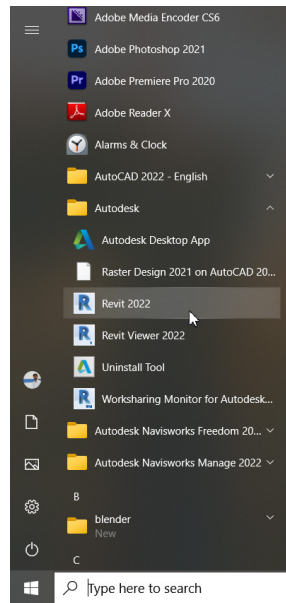 Adobe Media Encoder CS6
Ps Adobe Photoshop 2021
Pr Adobe Premiere Pro 2020
Adobe Reader X
Alarms & Clock
AutoCAD 2022 - English
Autodesk
Autodesk Desktop App
Raster Design 2021 on AutoCAD 20...
R Revit 2022
R Revit Viewer 2022
Uninstall Tool
R Worksharing Monitor for Autodesk...
Autodesk Navisworks Freedom 20...
Autodesk Navisworks Manage 2022
B
blender
New
C
Type here to search